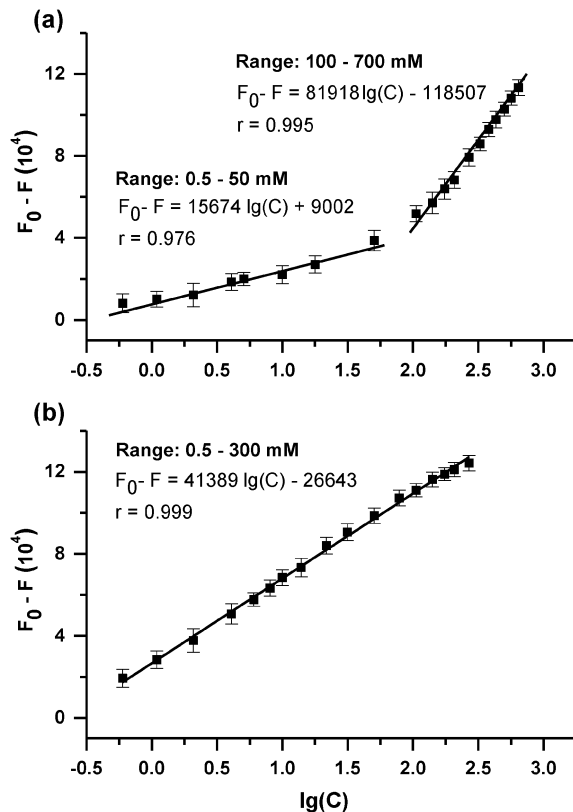 (a)
Range: 100 - 700 mM
F0- F = 81918 lg(C) - 118507
r = 0.995
Range: 0.5 - 50 mM
F0- F = 15674 lg(C) + 9002
r = 0.976
F0 - F (10^4)
12
8
4
0
-0.5 0.0 0.5 1.0 1.5 2.0 2.5 3.0
(b)
Range: 0.5 - 300 mM
F0- F = 41389 lg(C) - 26643
r = 0.999
F0 - F (10^4)
12
8
4
0
-0.5 0.0 0.5 1.0 1.5 2.0 2.5 3.0
lg(C)